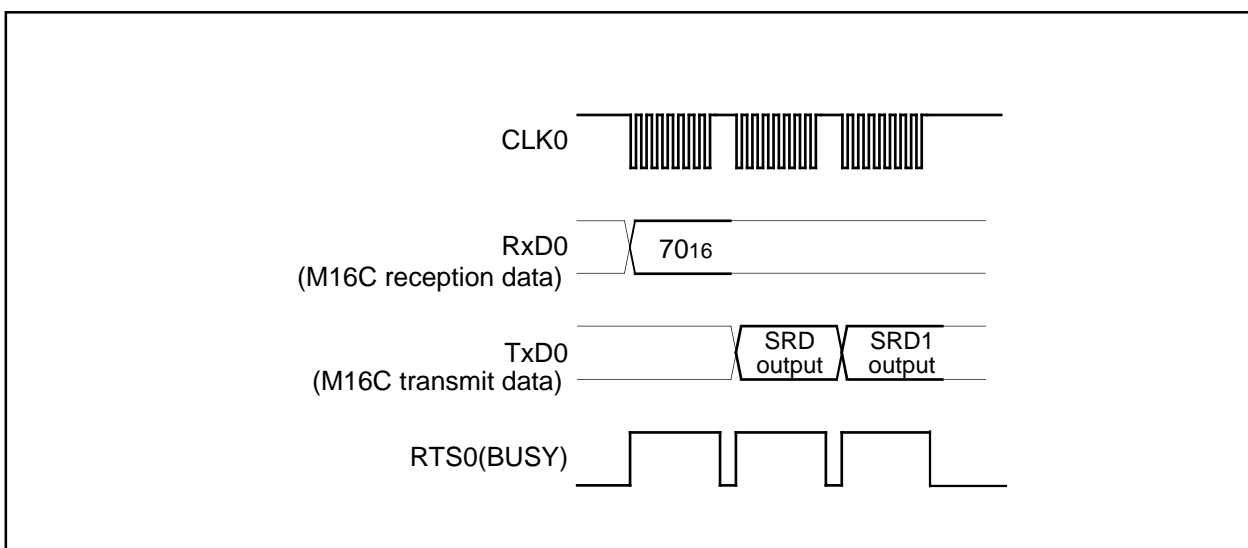 CLK0
RxD0
(M16C reception data)
7016
TxD0
(M16C transmit data)
SRD
output
SRD1
output
RTS0(BUSY)